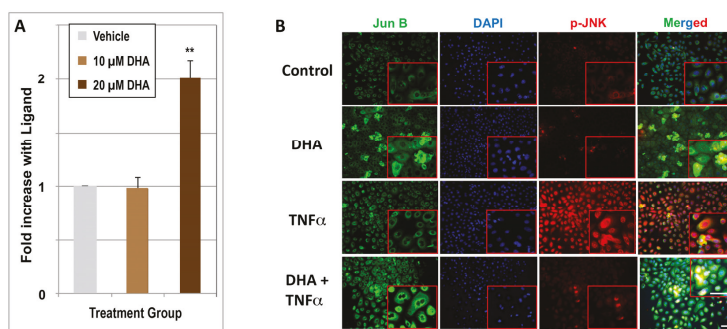 A
Vehicle
10 µM DHA
20 µM DHA
**
2
1
0
Fold increase with Ligand
Treatment Group
B
Jun B
DAPI
p-JNK
Merged
Control
DHA
TNFα
DHA +
TNFα